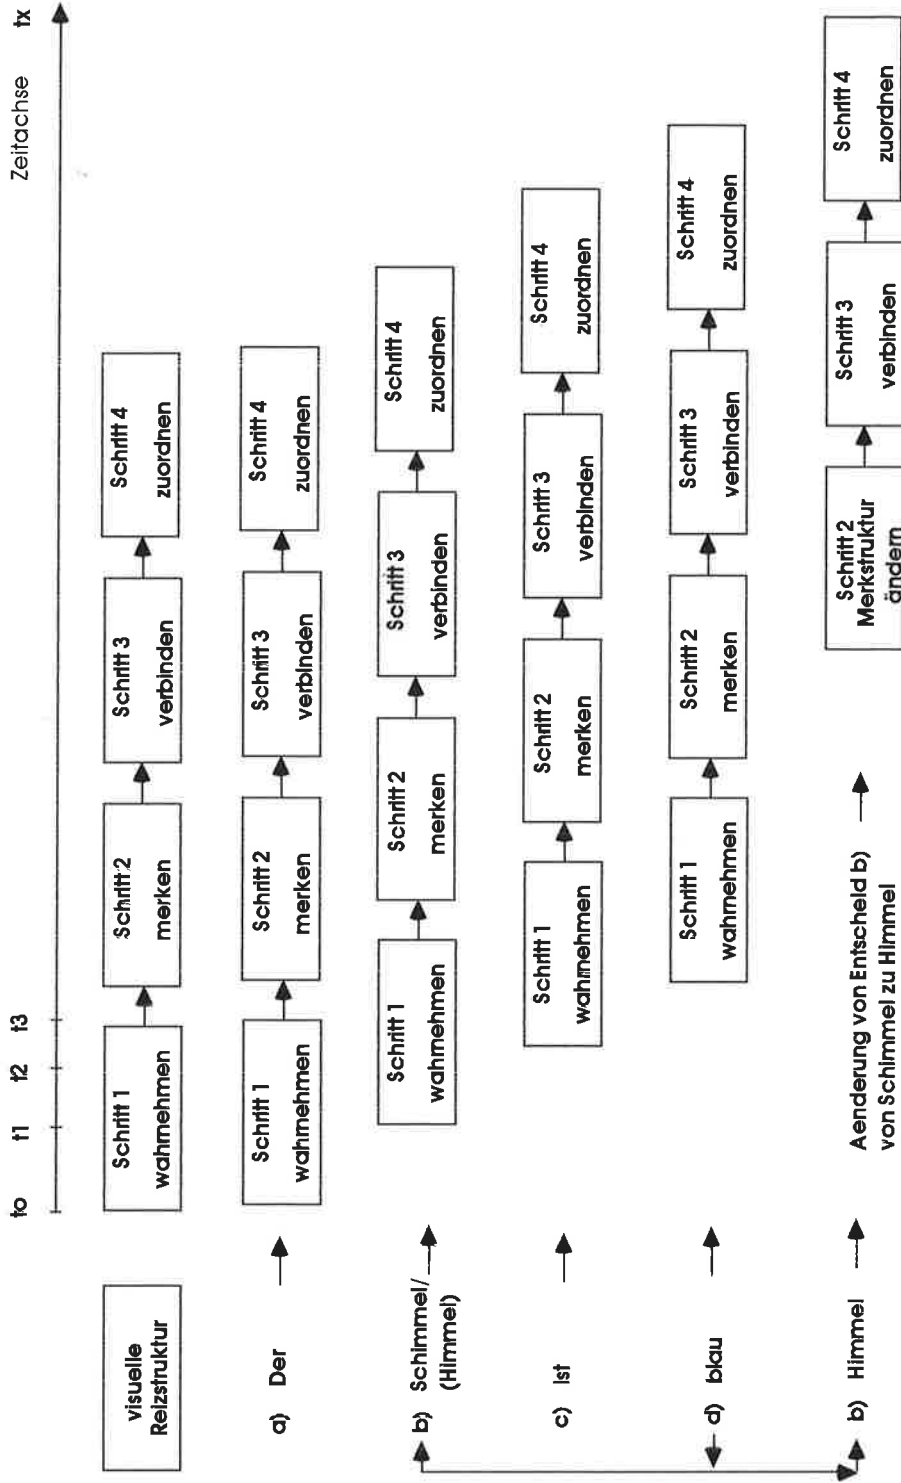 Zeitachse tx
to t1 t2 t3
visuelle
Reizstruktur
Schritt 1
wahrnehmen
Schritt 2
merken
Schritt 3
verbinden
Schritt 4
zuordnen
a) Der
Schritt 1
wahrnehmen
Schritt 2
merken
Schritt 3
verbinden
Schritt 4
zuordnen
b) Schimmel/
(Himmel)
Schritt 1
wahrnehmen
Schritt 2
merken
Schritt 3
verbinden
Schritt 4
zuordnen
c) ist
Schritt 1
wahrnehmen
Schritt 2
merken
Schritt 3
verbinden
Schritt 4
zuordnen
d) blau
Schritt 1
wahrnehmen
Schritt 2
merken
Schritt 3
verbinden
Schritt 4
zuordnen
b) Himmel
Aenderung von Entscheid b)
von Schimmel zu Himmel
Schritt 2
Merkstruktur
ändern
Schritt 3
verbinden
Schritt 4
zuordnen